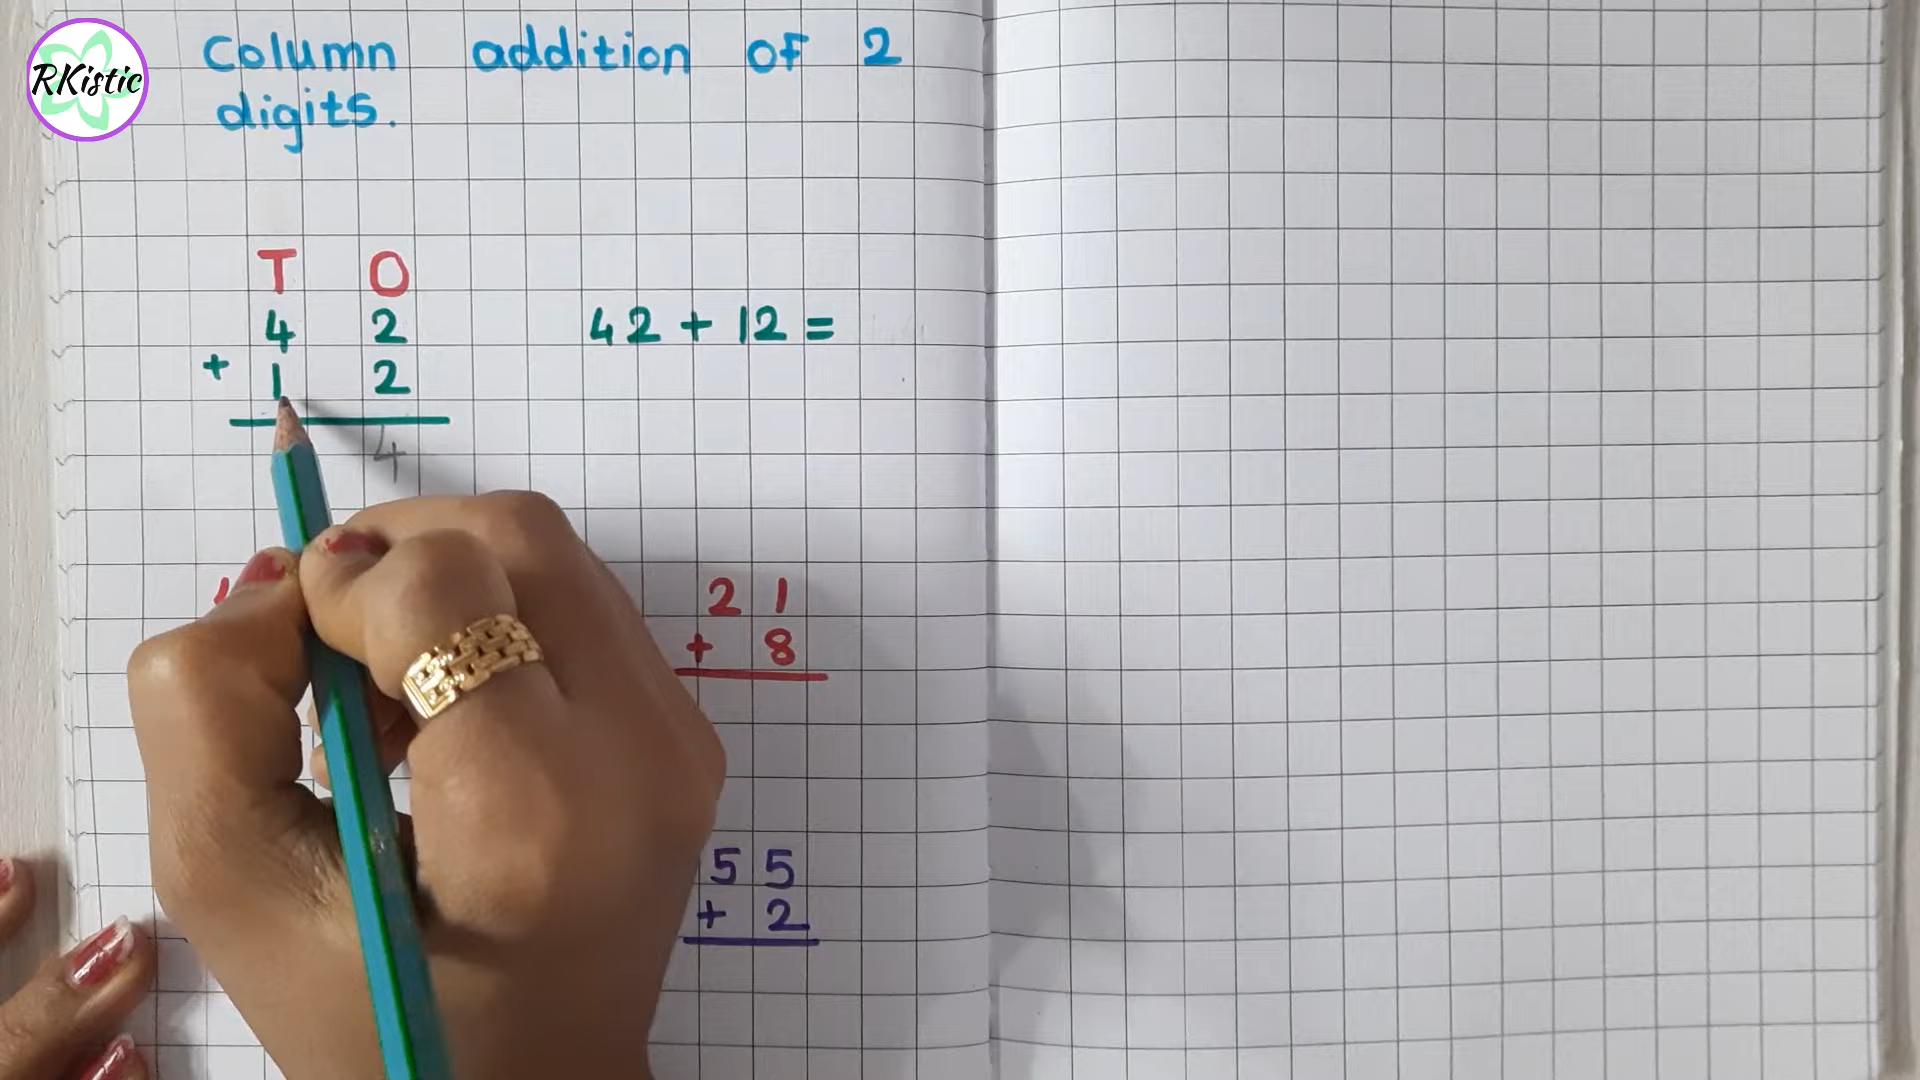 RKistic
Column addition of 2
digits.
T O
4 2
42 + 12 =
+ 1 2
4
2 1
+ 8
5 5
+ 2